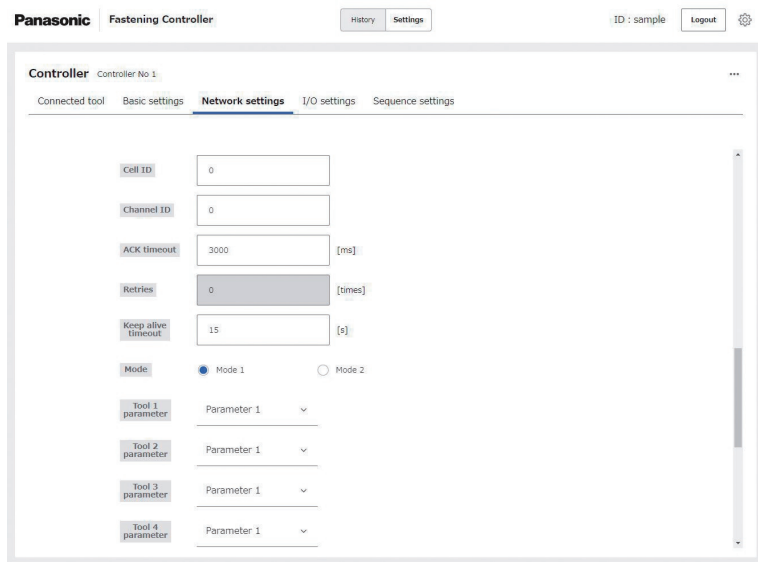 Panasonic Fastening Controller History Settings ID : sample Logout
Controller Controller No 1 ...
Connected tool Basic settings Network settings I/O settings Sequence settings
Cell ID 0
Channel ID 0
ACK timeout 3000 [ms]
Retries 0 [times]
Keep alive
timeout 15 [s]
Mode Mode 1 Mode 2
Tool 1
parameter Parameter 1
Tool 2
parameter Parameter 1
Tool 3
parameter Parameter 1
Tool 4
parameter Parameter 1